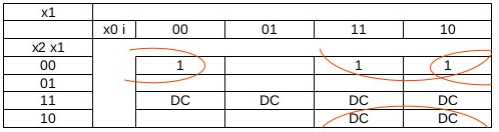 x1
x0 i 00 01 11 10
x2 x1
00 1 1 1
01
11 DC DC DC DC
10 DC DC